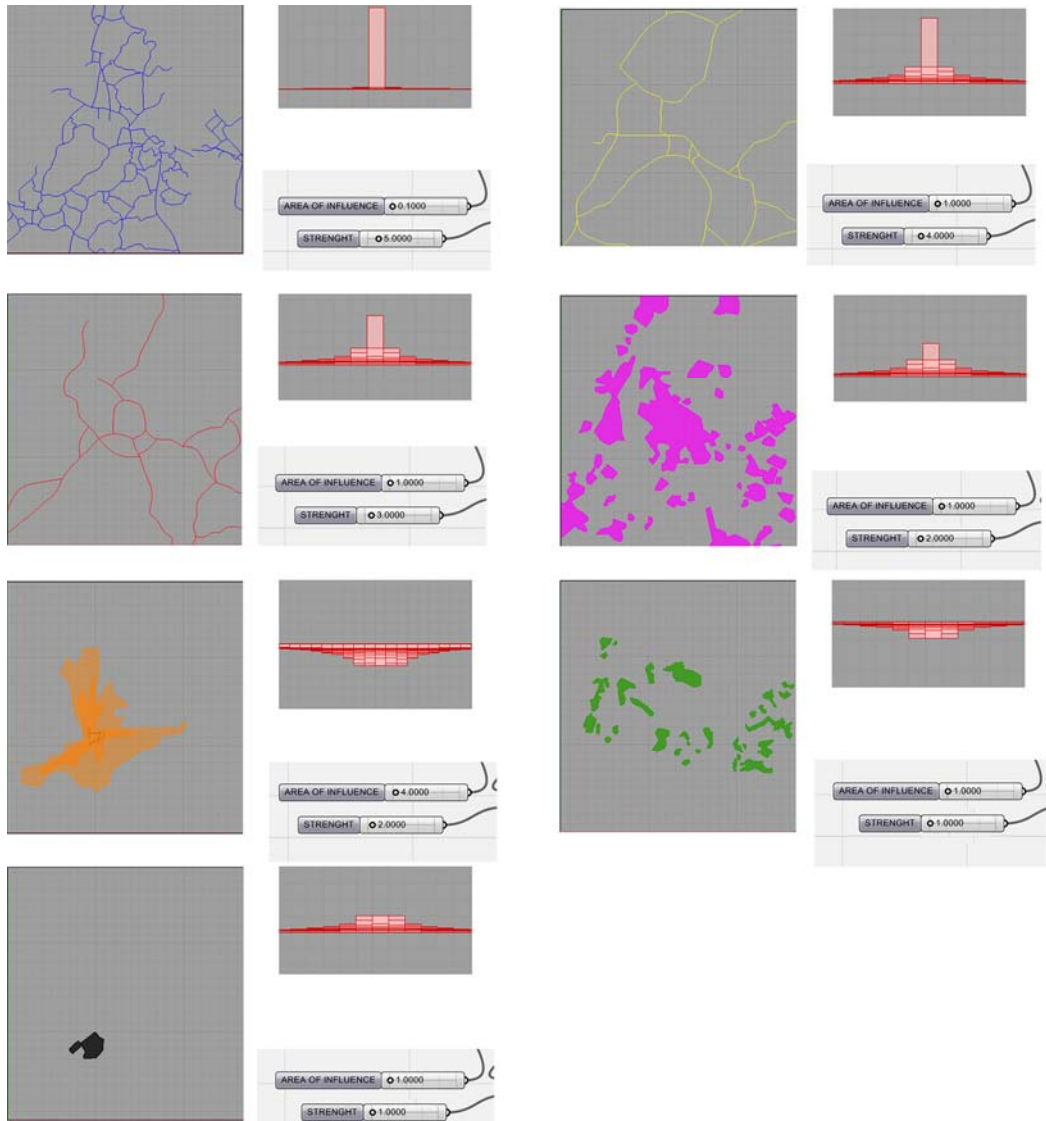 AREA OF INFLUENCE 0.1000
STRENGHT 5.0000
AREA OF INFLUENCE 1.0000
STRENGHT 4.0000
AREA OF INFLUENCE 1.0000
STRENGHT 3.0000
AREA OF INFLUENCE 1.0000
STRENGHT 2.0000
AREA OF INFLUENCE 4.0000
STRENGHT 2.0000
AREA OF INFLUENCE 1.0000
STRENGHT 1.0000
AREA OF INFLUENCE 1.0000
STRENGHT 1.0000